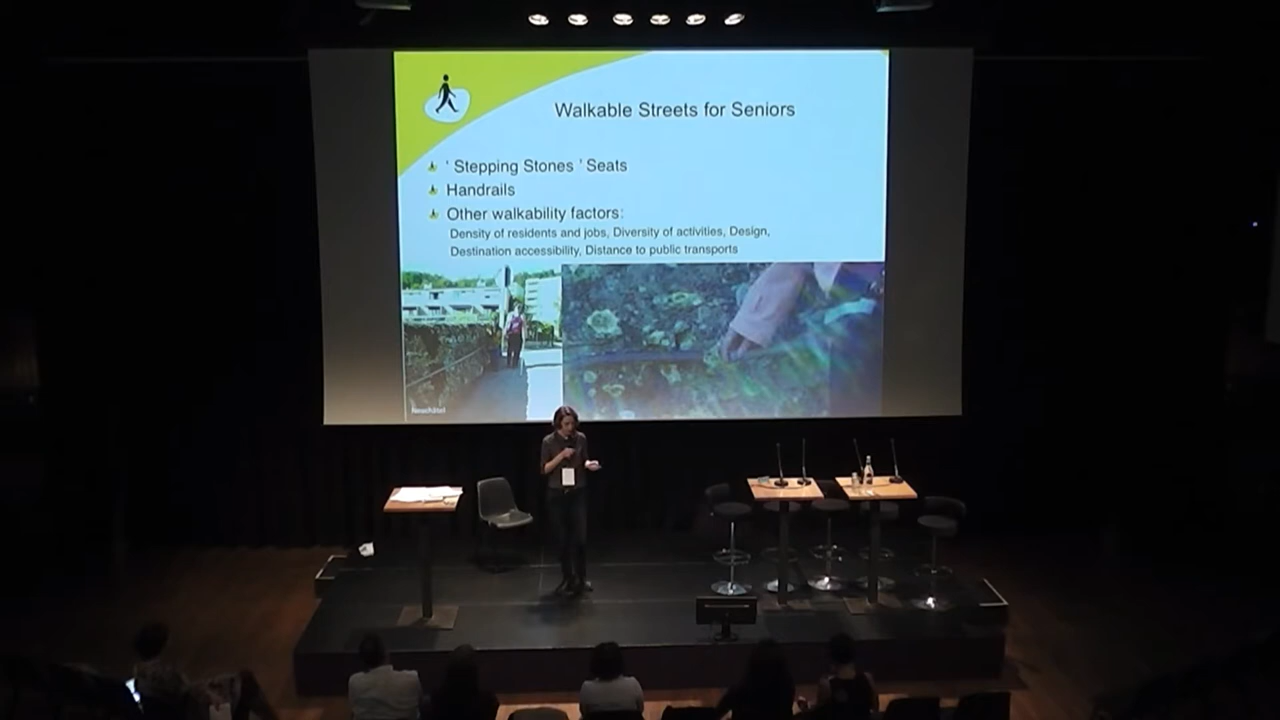 Walkable Streets for Seniors
‘ Stepping Stones ’ Seats
Handrails
Other walkability factors:
Density of residents and jobs, Diversity of activities, Design,
Destination accessibility, Distance to public transports
Neuchâtel